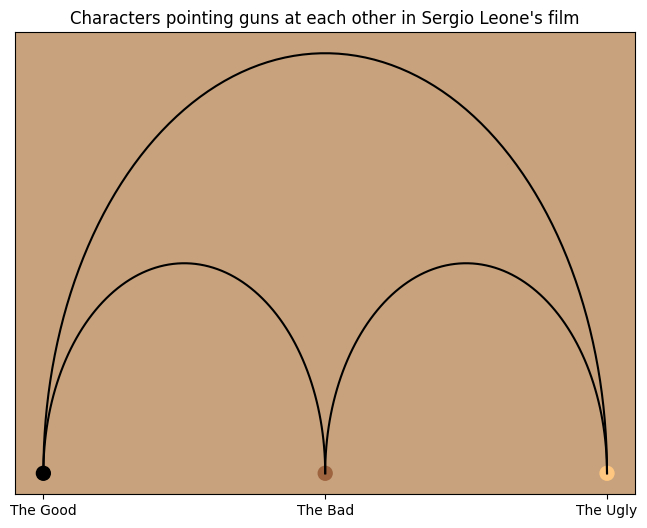 Characters pointing guns at each other in Sergio Leone's film
The Good
The Bad
The Ugly